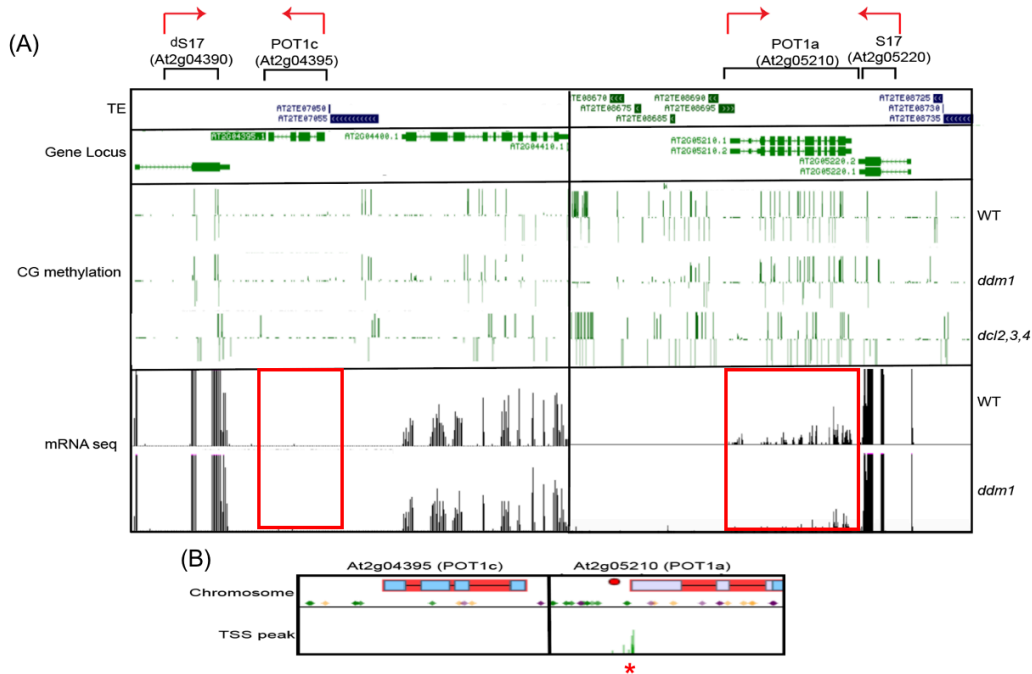 (A)
dS17
(At2g04390)
POT1c
(At2g04395)
POT1a
(At2g05210)
S17
(At2g05220)
TE
AT2TE07050
AT2TE07055
TE08670
AT2TE08675
AT2TE08685
AT2TE08690
AT2TE08695
AT2TE08725
AT2TE08730
AT2TE08735
Gene Locus
AT2G04395.1
AT2G04400.1
AT2G04410.1
AT2G05210.1
AT2G05210.2
AT2G05220.2
AT2G05220.1
CG methylation
WT
ddm1
dcl2,3,4
mRNA seq
WT
ddm1
(B)
At2g04395 (POT1c)
At2g05210 (POT1a)
Chromosome
TSS peak
*